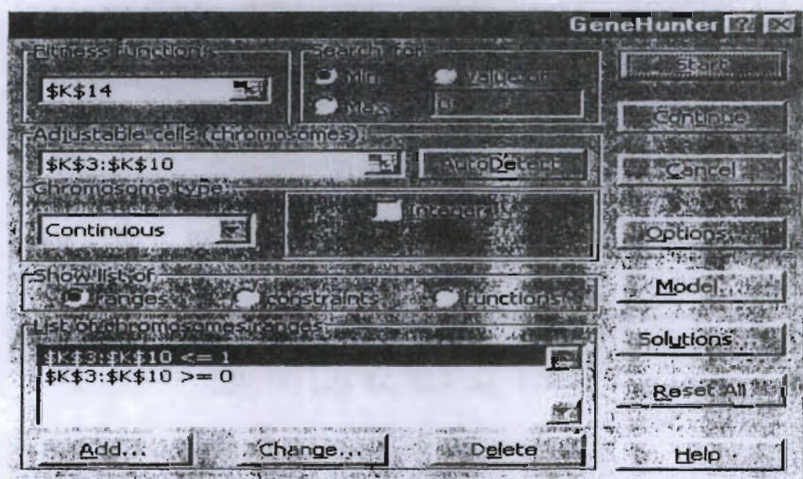 GeneHunter
Fitness function:
$K$14
Search for
Min
Value of
Max
0
Adjustable cells (chromosomes):
$K$3:$K$10
AutoDetect
Chromosome type:
Continuous
Integers
Show list of
ranges
constraints
functions
List of chromosomes ranges
$K$3:$K$10 <= 1
$K$3:$K$10 >= 0
Add...
Change...
Delete
Start
Continue
Cancel
Options...
Model...
Solutions...
Reset All
Help